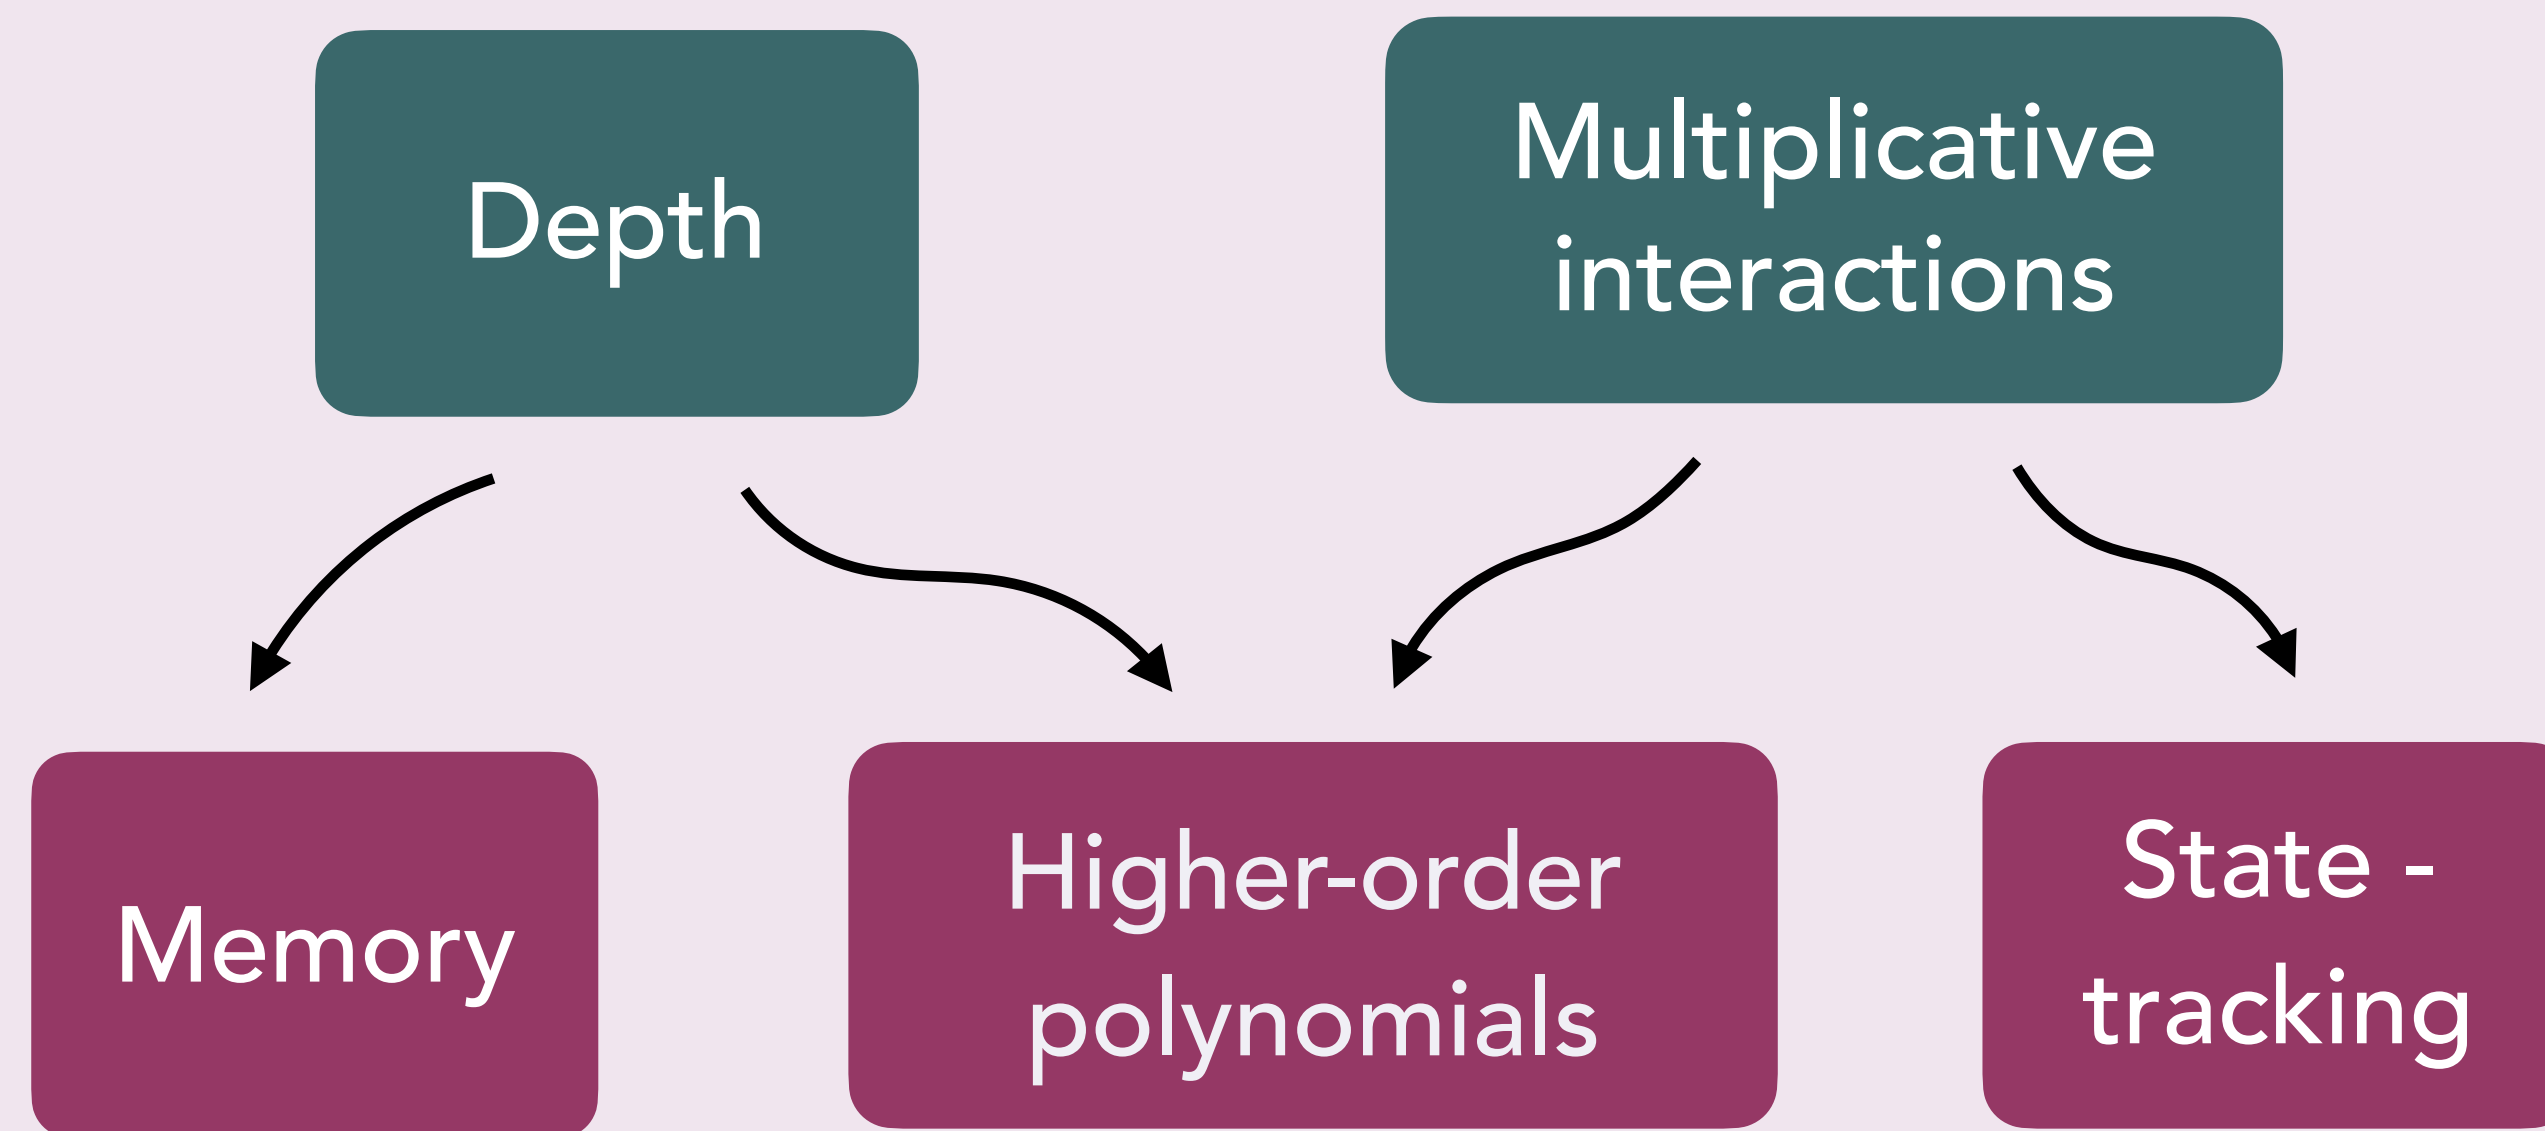 Depth
Multiplicative
interactions
Memory
Higher-order
polynomials
State -
tracking